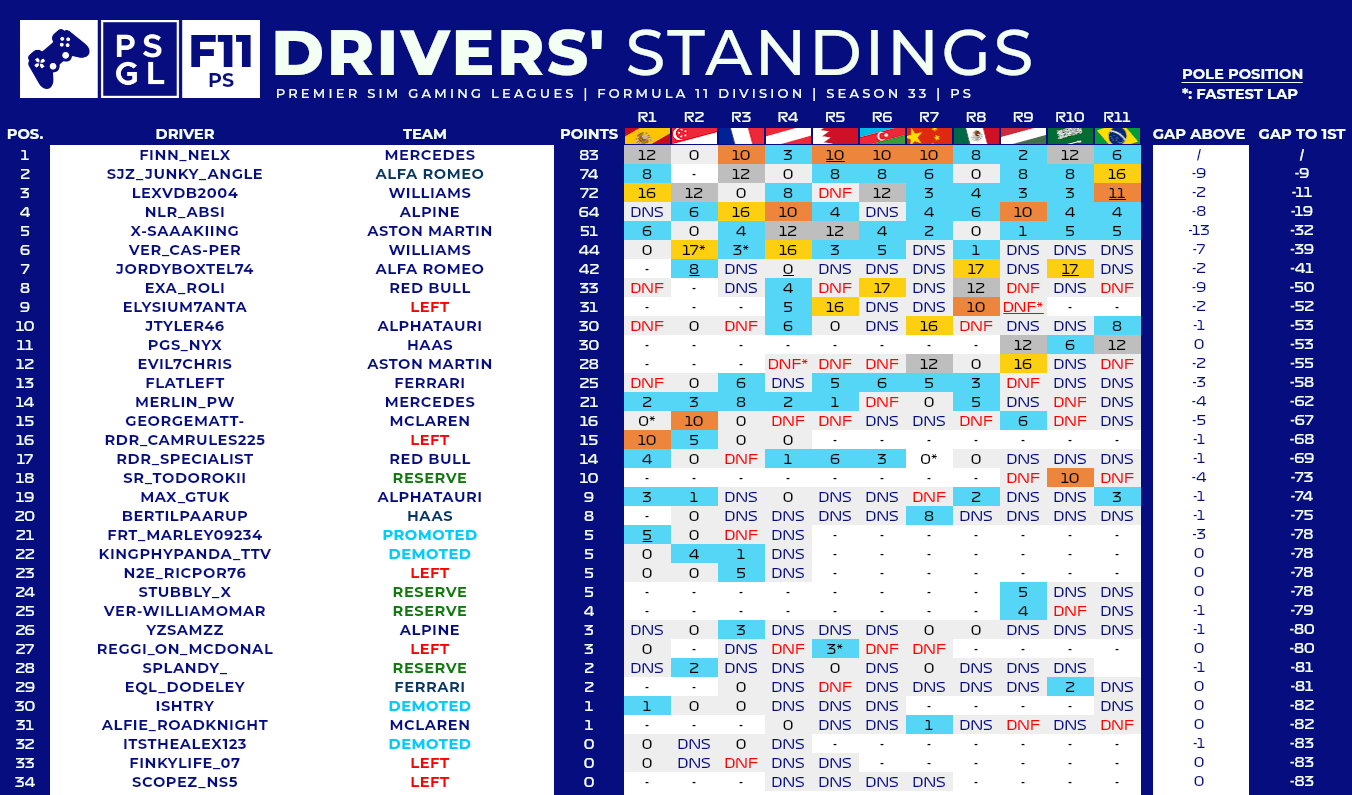 PS
GL
F11
PS
DRIVERS' STANDINGS
PREMIER SIM GAMING LEAGUES | FORMULA 11 DIVISION | SEASON 33 | PS
POLE POSITION
*: FASTEST LAP
R1 R2 R3 R4 R5 R6 R7 R8 R9 R10 R11
POS. DRIVER TEAM POINTS GAP ABOVE GAP TO 1ST
1 FINN_NELX MERCEDES 83 12 0 10 3 10 10 10 8 2 12 6 / /
2 SJZ_JUNKY_ANGLE ALFA ROMEO 74 8 - 12 0 8 8 6 0 8 8 16 -9 -9
3 LEXVDB2004 WILLIAMS 72 16 12 0 8 DNF 12 3 4 3 3 11 -2 -11
4 NLR_ABSI ALPINE 64 DNS 6 16 10 4 DNS 4 6 10 4 4 -8 -19
5 X-SAAAKIING ASTON MARTIN 51 6 0 4 12 12 4 2 0 1 5 5 -13 -32
6 VER_CAS-PER WILLIAMS 44 0 17* 3* 16 3 5 DNS 1 DNS DNS DNS -7 -39
7 JORDYBOXTEL74 ALFA ROMEO 42 - 8 DNS 0 DNS DNS DNS 17 DNS 17 DNS -2 -41
8 EXA_ROLI RED BULL 33 DNF - DNS 4 DNF 17 DNS 12 DNF DNS DNF -9 -50
9 ELYSIUM7ANTA LEFT 31 - - - 5 16 DNS DNS 10 DNF* - - -2 -52
10 JTYLER46 ALPHATAURI 30 DNF 0 DNF 6 0 DNS 16 DNF DNS DNS 8 -1 -53
11 PGS_NYX HAAS 30 - - - - - - - - 12 6 12 0 -53
12 EVIL7CHRIS ASTON MARTIN 28 - - - DNF* DNF DNF 12 0 16 DNS DNF -2 -55
13 FLATLEFT FERRARI 25 DNF 0 6 DNS 5 6 5 3 DNF DNS DNS -3 -58
14 MERLIN_PW MERCEDES 21 2 3 8 2 1 DNF 0 5 DNS DNF DNS -4 -62
15 GEORGEMATT- MCLAREN 16 0* 10 0 DNF DNF DNS DNS DNF 6 DNF DNS -5 -67
16 RDR_CAMRULES225 LEFT 15 10 5 0 0 - - - - - - - -1 -68
17 RDR_SPECIALIST RED BULL 14 4 0 DNF 1 6 3 0* 0 DNS DNS DNS -1 -69
18 SR_TODOROKII RESERVE 10 - - - - - - - - DNF 10 DNF -4 -73
19 MAX_GTUK ALPHATAURI 9 3 1 DNS 0 DNS DNS DNF 2 DNS DNS 3 -1 -74
20 BERTILPAARUP HAAS 8 - 0 DNS DNS DNS DNS 8 DNS DNS DNS DNS -1 -75
21 FRT_MARLEY09234 PROMOTED 5 5 0 DNF DNS - - - - - - - -3 -78
22 KINGPHYPANDA_TTV DEMOTED 5 0 4 1 DNS - - - - - - - 0 -78
23 N2E_RICPOR76 LEFT 5 0 0 5 DNS - - - - - - - 0 -78
24 STUBBLY_X RESERVE 5 - - - - - - - - 5 DNS DNS 0 -78
25 VER-WILLIAMOMAR RESERVE 4 - - - - - - - - 4 DNF DNS -1 -79
26 YZSAMZZ ALPINE 3 DNS 0 3 DNS DNS DNS 0 0 DNS DNS DNS -1 -80
27 REGGI_ON_MCDONAL LEFT 3 0 - DNS DNF 3* DNF DNF - - - - 0 -80
28 SPLANDY_ RESERVE 2 DNS 2 DNS DNS 0 DNS 0 DNS DNS DNS -1 -81
29 EQL_DODELEY FERRARI 2 - - 0 DNS DNF DNS DNS DNS DNS 2 DNS 0 -81
30 ISHTRY DEMOTED 1 1 0 0 DNS DNS DNS - - - - DNS 0 -82
31 ALFIE_ROADKNIGHT MCLAREN 1 - - - 0 DNS DNS 1 DNS DNF DNS DNF 0 -82
32 ITSTHEALEX123 DEMOTED 0 0 DNS 0 DNS - - - - - - - -1 -83
33 FINKYLIFE_07 LEFT 0 0 DNS DNF DNS DNS - - - - - - 0 -83
34 SCOPEZ_NS5 LEFT 0 - - - DNS DNS DNS DNS - - - - 0 -83